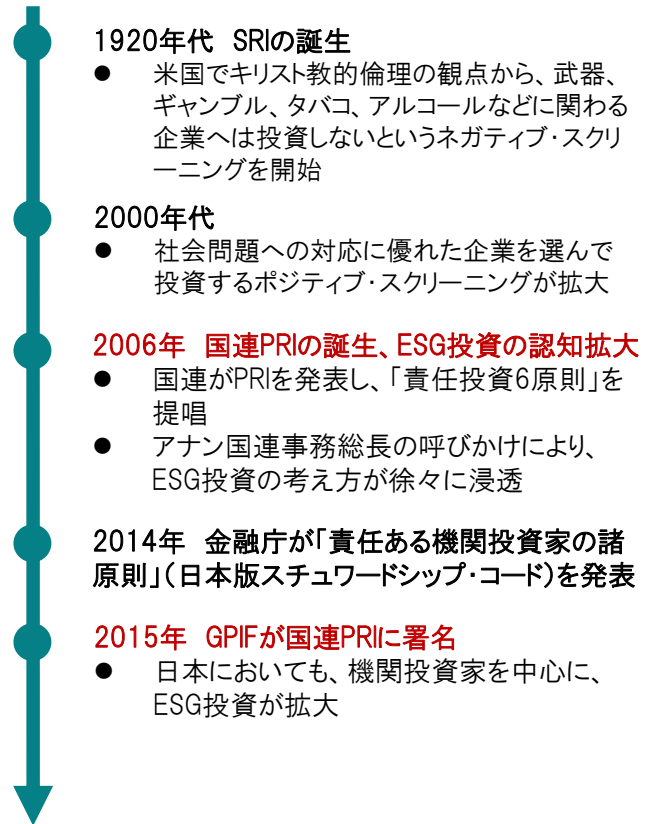 1920年代 SRIの誕生
● 米国でキリスト教的倫理の観点から、武器、
ギャンブル、タバコ、アルコールなどに関わる
企業へは投資しないというネガティブ・スクリ
ーニングを開始
2000年代
● 社会問題への対応に優れた企業を選んで
投資するポジティブ・スクリーニングが拡大
2006年 国連PRIの誕生、ESG投資の認知拡大
● 国連がPRIを発表し、「責任投資6原則」を
提唱
● アナン国連事務総長の呼びかけにより、
ESG投資の考え方が徐々に浸透
2014年 金融庁が「責任ある機関投資家の諸
原則」（日本版スチュワードシップ・コード）を発表
2015年 GPIFが国連PRIに署名
● 日本においても、機関投資家を中心に、
ESG投資が拡大